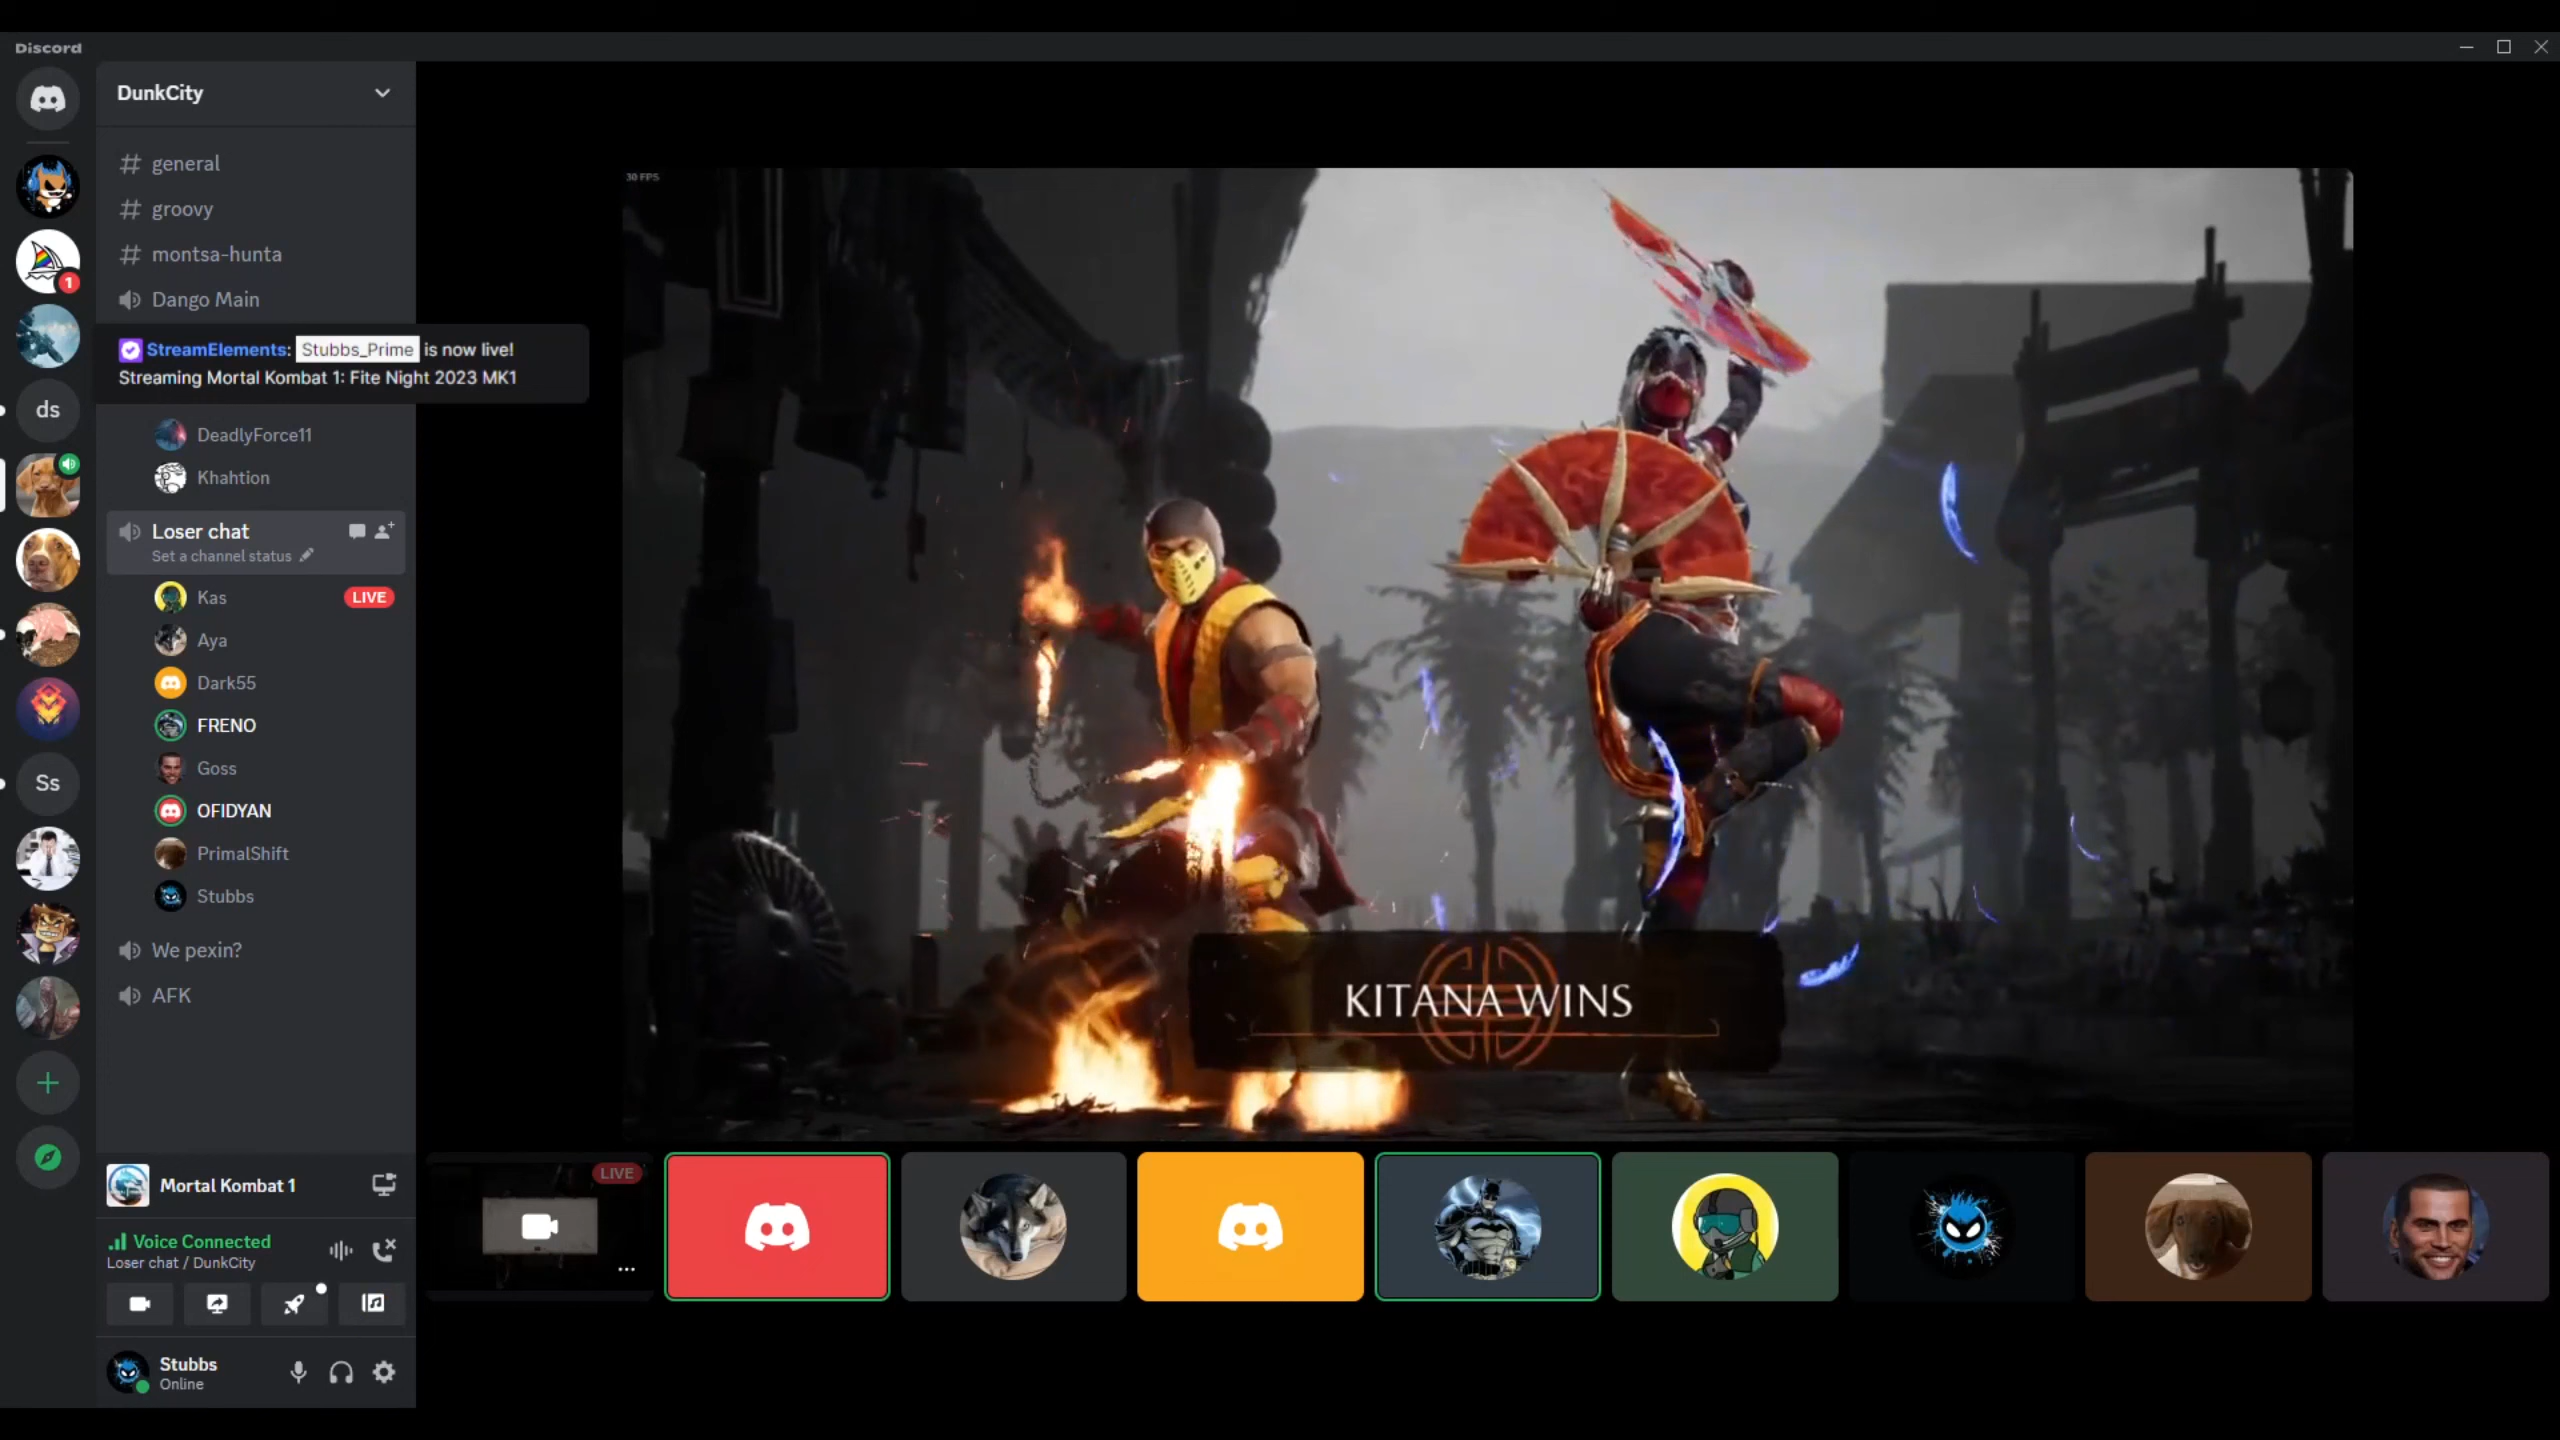 Discord
DunkCity
general
groovy
montsa-hunta
Dango Main
StreamElements: Stubbs_Prime is now live!
Streaming Mortal Kombat 1: Fite Night 2023 MK1
DeadlyForce11
Khahtion
Loser chat
Set a channel status
Kas LIVE
Aya
Dark55
FRENO
Goss
OFIDYAN
PrimalShift
Stubbs
We pexin?
AFK
1
ds
Ss
Mortal Kombat 1
Voice Connected
Loser chat / DunkCity
Stubbs
Online
30 FPS
KITANA WINS
LIVE